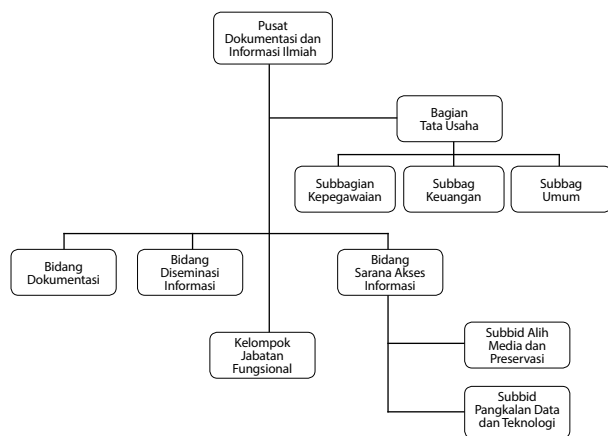 Pusat
Dokumentasi dan
Informasi Ilmiah
Bagian
Tata Usaha
Subbagian
Kepegawaian
Subbag
Keuangan
Subbag
Umum
Bidang
Dokumentasi
Bidang
Diseminasi
Informasi
Bidang
Sarana Akses
Informasi
Kelompok
Jabatan
Fungsional
Subbid Alih
Media dan
Preservasi
Subbid
Pangkalan Data
dan Teknologi